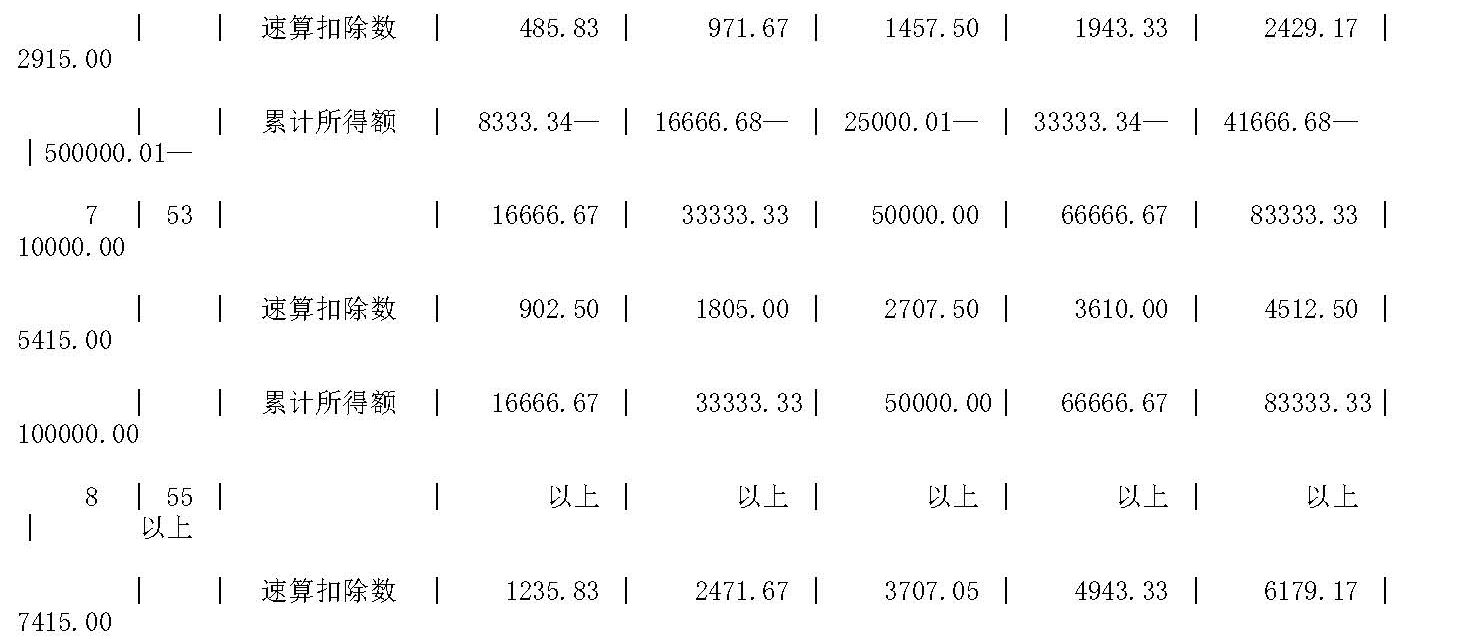 | | 速算扣除数 | 485.83 | 971.67 | 1457.50 | 1943.33 | 2429.17 |
2915.00
| | 累计所得额 | 8333.34— | 16666.68— | 25000.01— | 33333.34— | 41666.68—
|500000.01—
7 | 53 | | 16666.67 | 33333.33 | 50000.00 | 66666.67 | 83333.33 |
10000.00
| | 速算扣除数 | 902.50 | 1805.00 | 2707.50 | 3610.00 | 4512.50 |
5415.00
| | 累计所得额 | 16666.67 | 33333.33| 50000.00| 66666.67 | 83333.33|
100000.00
8 | 55 | | 以上 | 以上 | 以上 | 以上 | 以上
| 以上
| | 速算扣除数 | 1235.83 | 2471.67 | 3707.05 | 4943.33 | 6179.17 |
7415.00